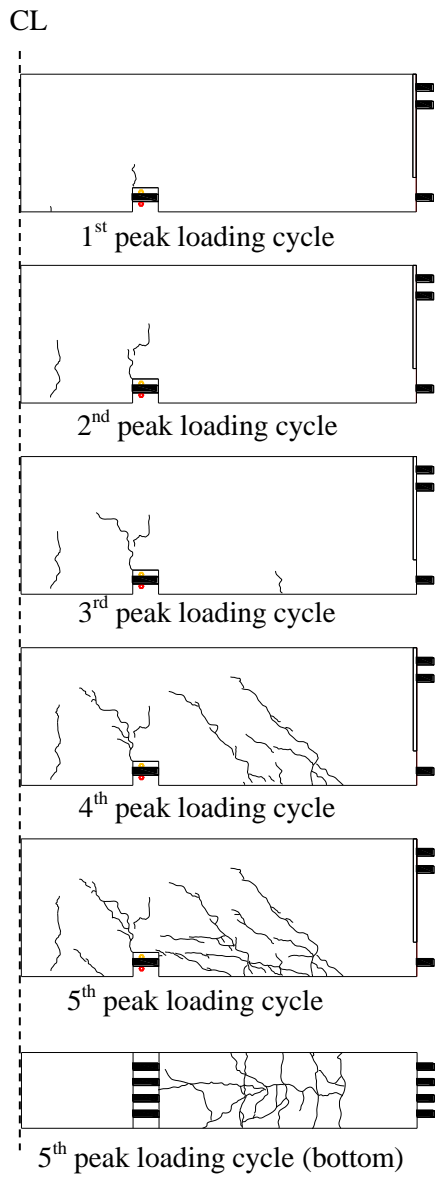 CL
1st peak loading cycle
2nd peak loading cycle
3rd peak loading cycle
4th peak loading cycle
5th peak loading cycle
5th peak loading cycle (bottom)